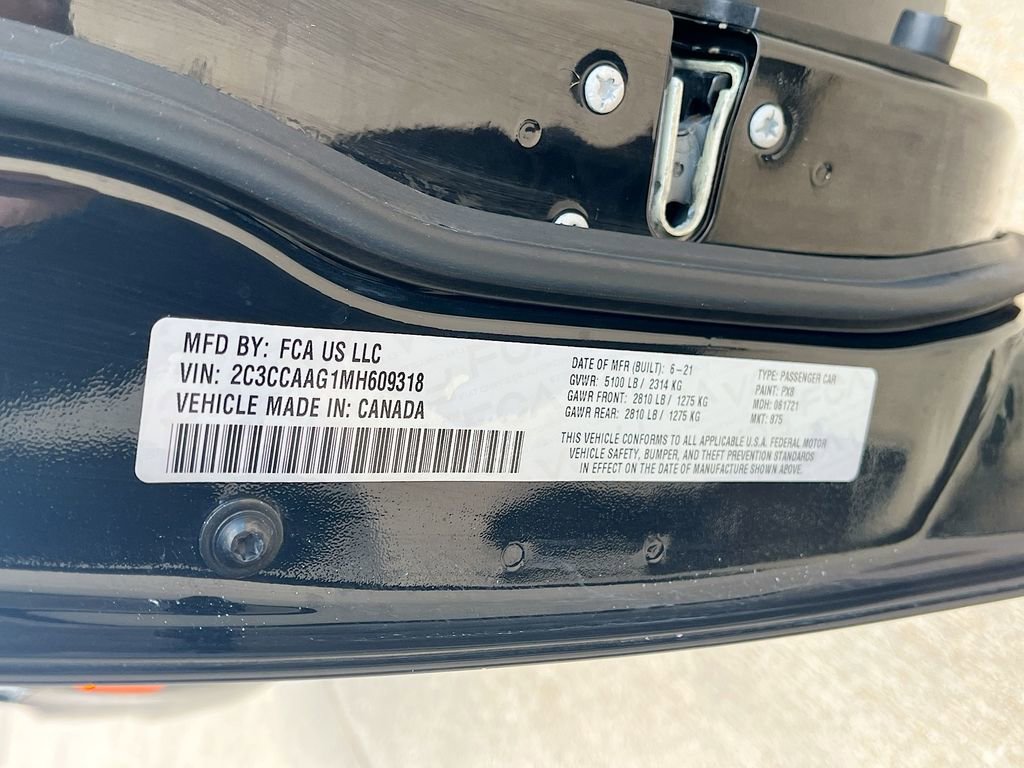 MFD BY: FCA US LLC
VIN: 2C3CCAAG1MH609318
VEHICLE MADE IN: CANADA
DATE OF MFR (BUILT): 6-21
GVWR: 5100 LB / 2314 KG
GAWR FRONT: 2810 LB / 1275 KG
GAWR REAR: 2810 LB / 1275 KG
TYPE: PASSENGER CAR
PAINT: PX8
MDH: 061721
MKT: 875
THIS VEHICLE CONFORMS TO ALL APPLICABLE U.S.A. FEDERAL MOTOR
VEHICLE SAFETY, BUMPER, AND THEFT PREVENTION STANDARDS
IN EFFECT ON THE DATE OF MANUFACTURE SHOWN ABOVE.